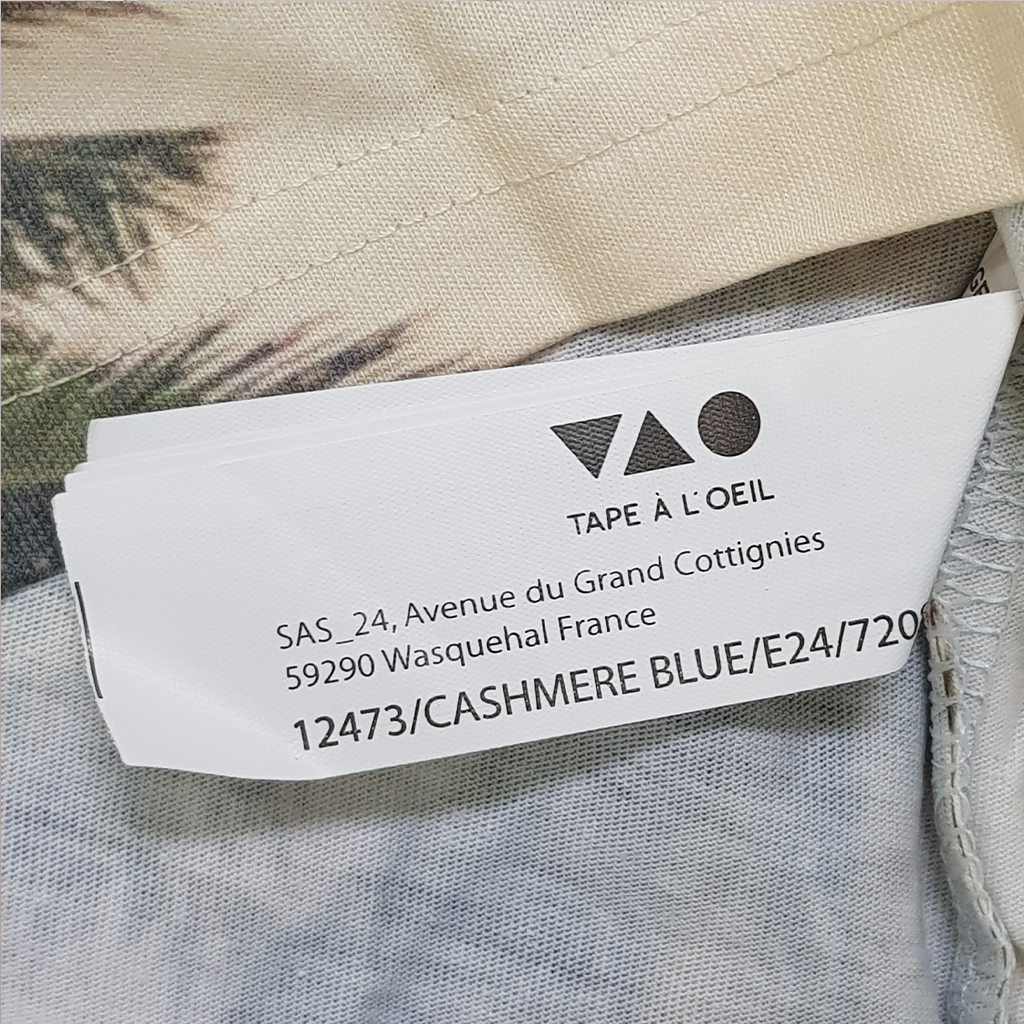 TAPE À L'OEIL
SAS_24, Avenue du Grand Cottignies
59290 Wasquehal France
12473/CASHMERE BLUE/E24/720